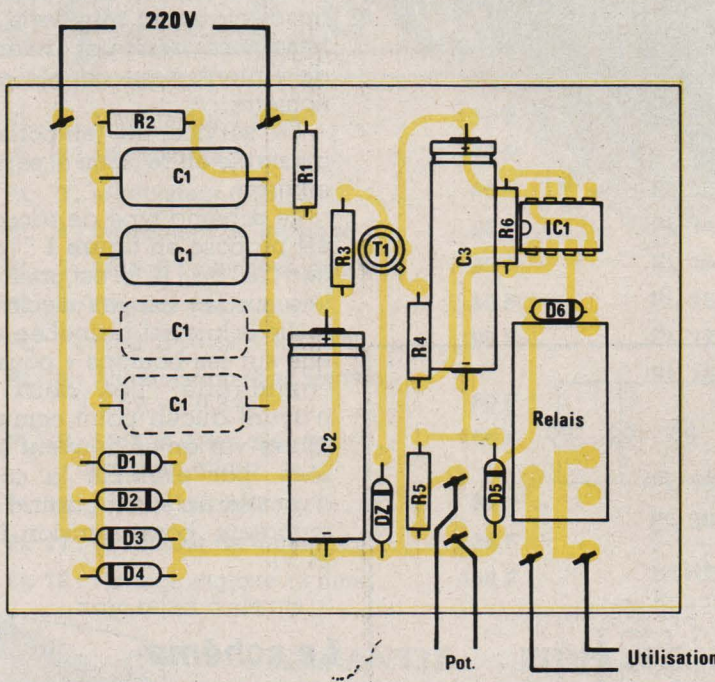 220V
R2
C1
R1
C1
R3
T1
C3
R6
IC1
C1
D6
R4
C1
Relais
C2
D1
D2
R5
D5
DZ
D3
D4
Pot.
Utilisation